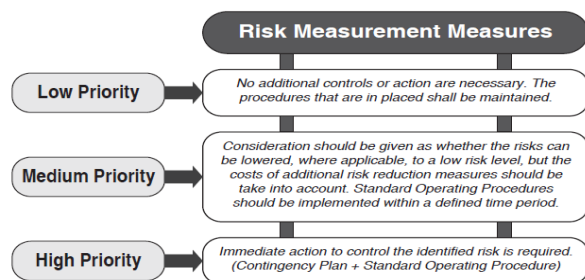 Risk Measurement Measures
Low Priority
No additional controls or action are necessary. The
procedures that are in placed shall be maintained.
Medium Priority
Consideration should be given as whether the risks can
be lowered, where applicable, to a low risk level, but the
costs of additional risk reduction measures should be
take into account. Standard Operating Procedures
should be implemented within a defined time period.
High Priority
Immediate action to control the identified risk is required.
(Contingency Plan + Standard Operating Procedure)